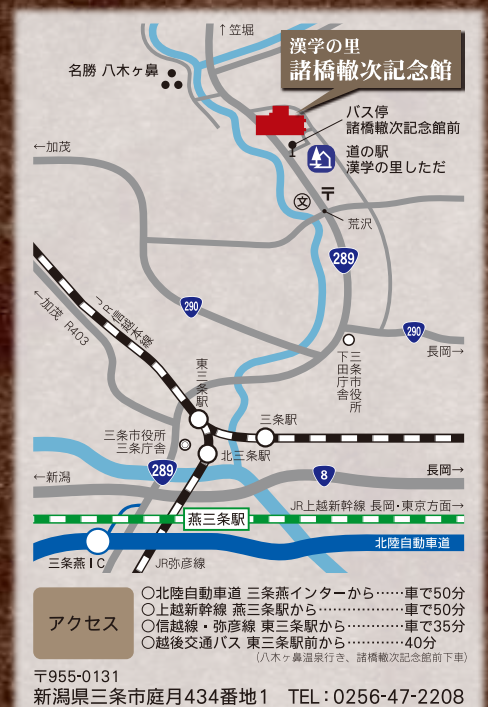 ↑笠堀
漢学の里
諸橋轍次記念館
名勝 八木ヶ鼻
バス停
諸橋轍次記念館前
道の駅
漢学の里しただ
←加茂
文
〒
荒沢
289
290
←加茂 R403
JR信越本線
290
長岡→
三条市役所
下田庁舎
東三条駅
三条駅
三条市役所
三条庁舎
北三条駅
289
←新潟
8
長岡→
JR上越新幹線 長岡・東京方面→
燕三条駅
北陸自動車道
三条燕IC
JR弥彦線
アクセス
○北陸自動車道 三条燕インターから……車で50分
○上越新幹線 燕三条駅から………………車で50分
○信越線・弥彦線 東三条駅から…………車で35分
○越後交通バス 東三条駅前から…………40分
(八木ヶ鼻温泉行き、諸橋轍次記念館前下車)
〒955-0131
新潟県三条市庭月434番地1 TEL:0256-47-2208